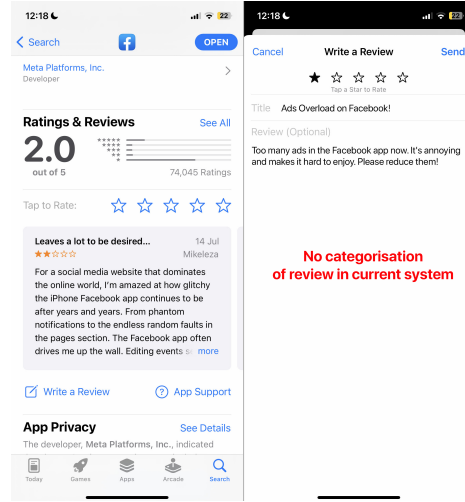 12:18
22
Search
OPEN
Meta Platforms, Inc.
Developer
Ratings & Reviews
See All
2.0
out of 5
74,045 Ratings
Tap to Rate:
Leaves a lot to be desired...
14 Jul
Mikeleza
For a social media website that dominates
the online world, I'm amazed at how glitchy
the iPhone Facebook app continues to be
after years and years. From phantom
notifications to the endless random faults in
the pages section. The Facebook app often
drives me up the wall. Editing events
more
Write a Review
App Support
App Privacy
See Details
The developer, Meta Platforms, Inc., indicated
Today
Games
Apps
Arcade
Search
12:18
22
Cancel
Write a Review
Send
Tap a Star to Rate
Title
Ads Overload on Facebook!
Review (Optional)
Too many ads in the Facebook app now. It's annoying
and makes it hard to enjoy. Please reduce them!
No categorisation
of review in current system